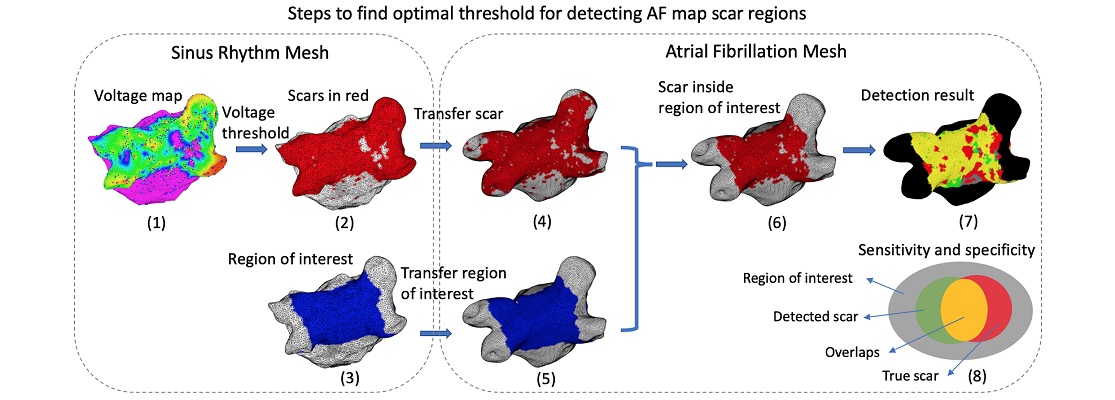 Steps to find optimal threshold for detecting AF map scar regions
Sinus Rhythm Mesh
Atrial Fibrillation Mesh
Voltage map
Voltage
threshold
Scars in red
Transfer scar
Scar inside
region of interest
Detection result
(1)
(2)
(4)
(6)
(7)
Region of interest
Transfer region
of interest
(3)
(5)
Sensitivity and specificity
Region of interest
Detected scar
Overlaps
True scar
(8)